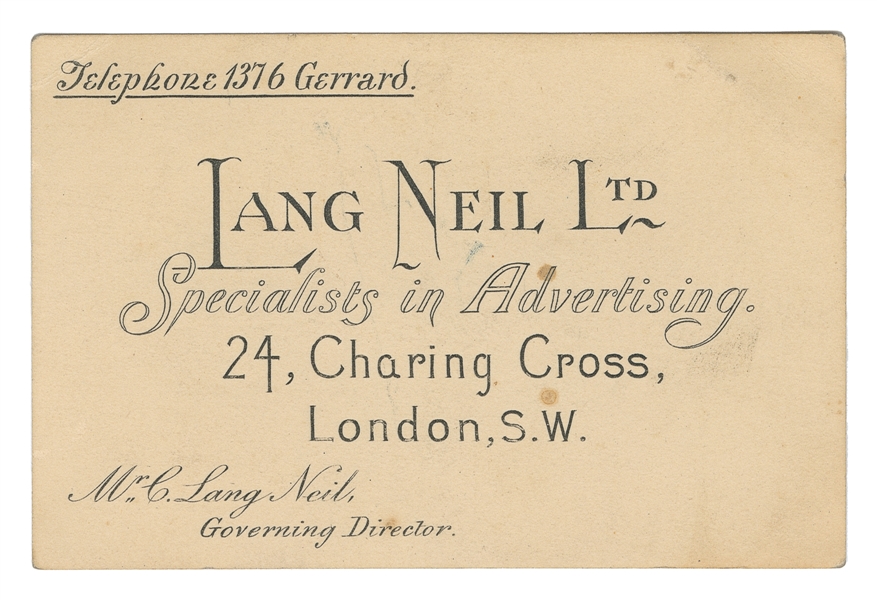 Telephone 1376 Gerrard.
LANG NEIL LTD
Specialists in Advertising.
24, Charing Cross,
London, S.W.
Mr. C. Lang Neil,
Governing Director.